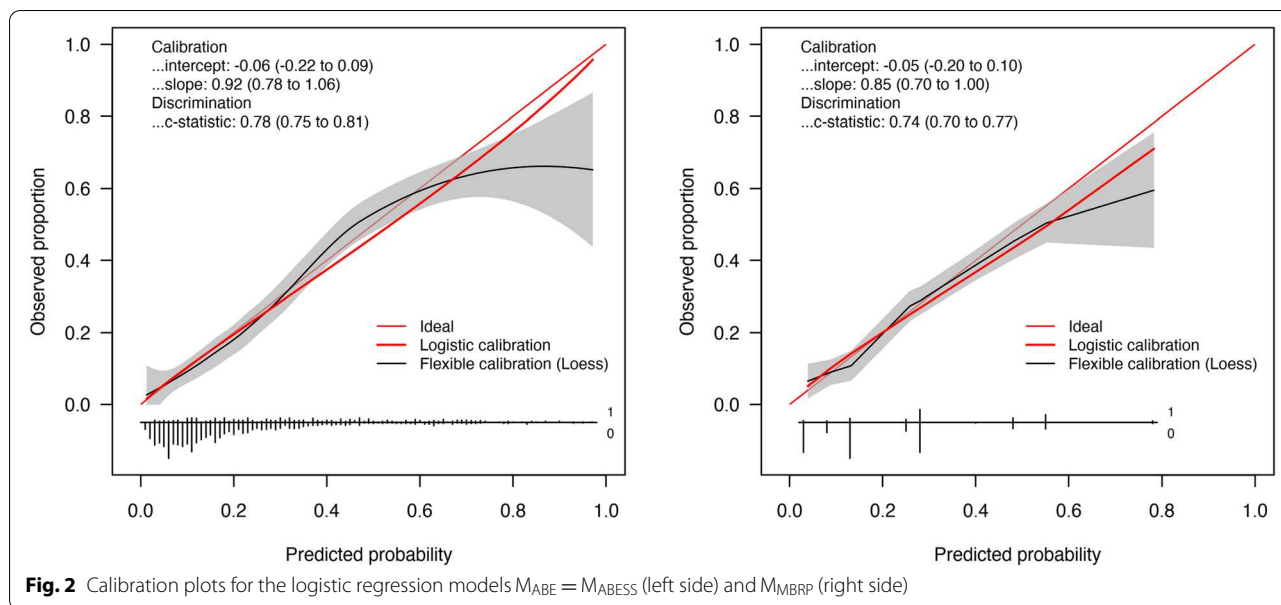 Calibration
...intercept: -0.06 (-0.22 to 0.09)
...slope: 0.92 (0.78 to 1.06)
Discrimination
...c-statistic: 0.78 (0.75 to 0.81)
Ideal
Logistic calibration
Flexible calibration (Loess)
1
0
Observed proportion
1.0
0.8
0.6
0.4
0.2
0.0
0.0 0.2 0.4 0.6 0.8 1.0
Predicted probability
Calibration
...intercept: -0.05 (-0.20 to 0.10)
...slope: 0.85 (0.70 to 1.00)
Discrimination
...c-statistic: 0.74 (0.70 to 0.77)
Ideal
Logistic calibration
Flexible calibration (Loess)
1
0
Observed proportion
1.0
0.8
0.6
0.4
0.2
0.0
0.0 0.2 0.4 0.6 0.8 1.0
Predicted probability
Fig. 2 Calibration plots for the logistic regression models MABE = MABESS (left side) and MMBRP (right side)